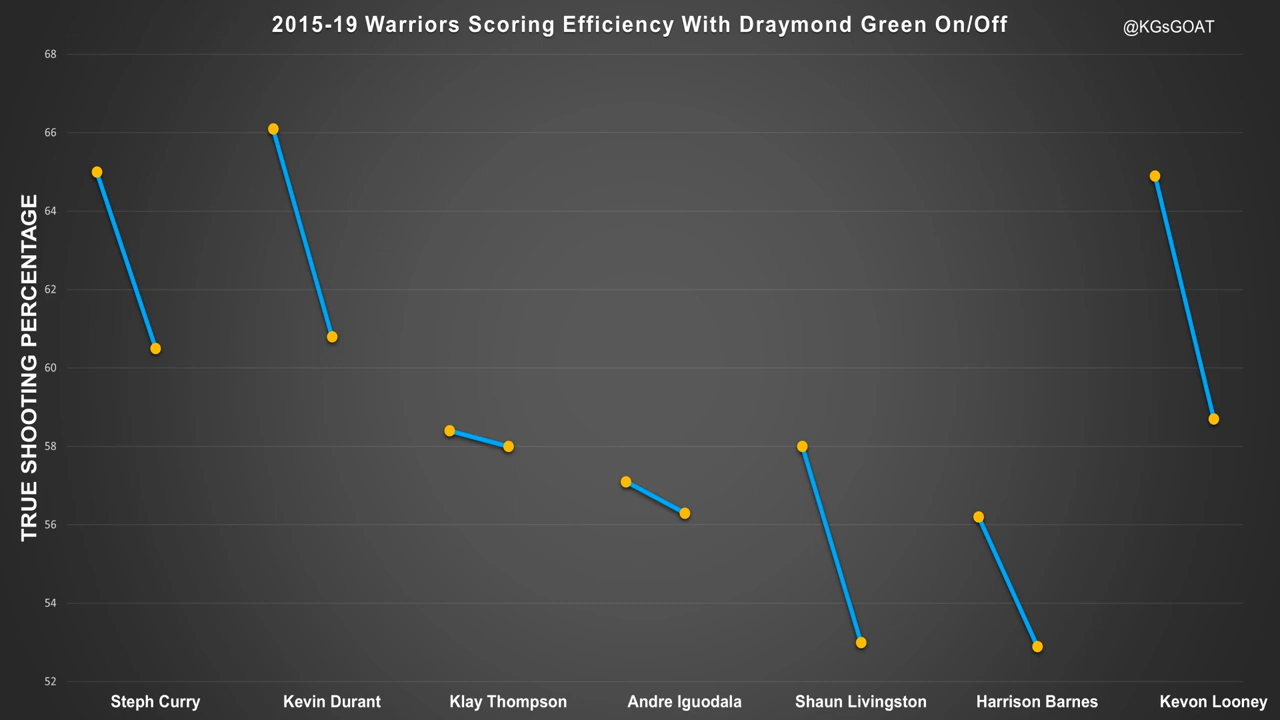 2015-19 Warriors Scoring Efficiency With Draymond Green On/Off
@KGsGOAT
TRUE SHOOTING PERCENTAGE
68
66
64
62
60
58
56
54
52
Steph Curry
Kevin Durant
Klay Thompson
Andre Iguodala
Shaun Livingston
Harrison Barnes
Kevon Looney